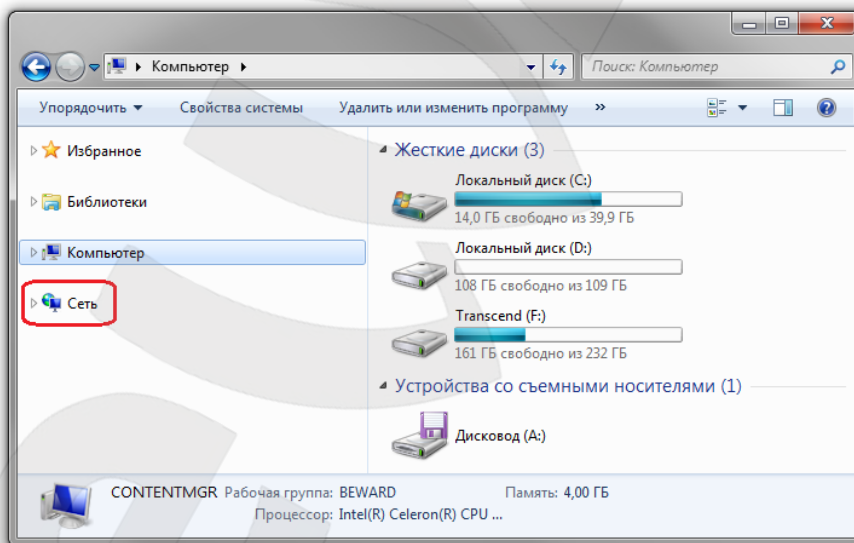 Компьютер
Поиск: Компьютер
Упорядочить Свойства системы Удалить или изменить программу »
Избранное
Библиотеки
Компьютер
Сеть
Жесткие диски (3)
Локальный диск (C:)
14,0 ГБ свободно из 39,9 ГБ
Локальный диск (D:)
108 ГБ свободно из 109 ГБ
Transcend (F:)
161 ГБ свободно из 232 ГБ
Устройства со съемными носителями (1)
Дисковод (A:)
CONTENTMGR Рабочая группа: BEWARD Память: 4,00 ГБ
Процессор: Intel(R) Celeron(R) CPU ...